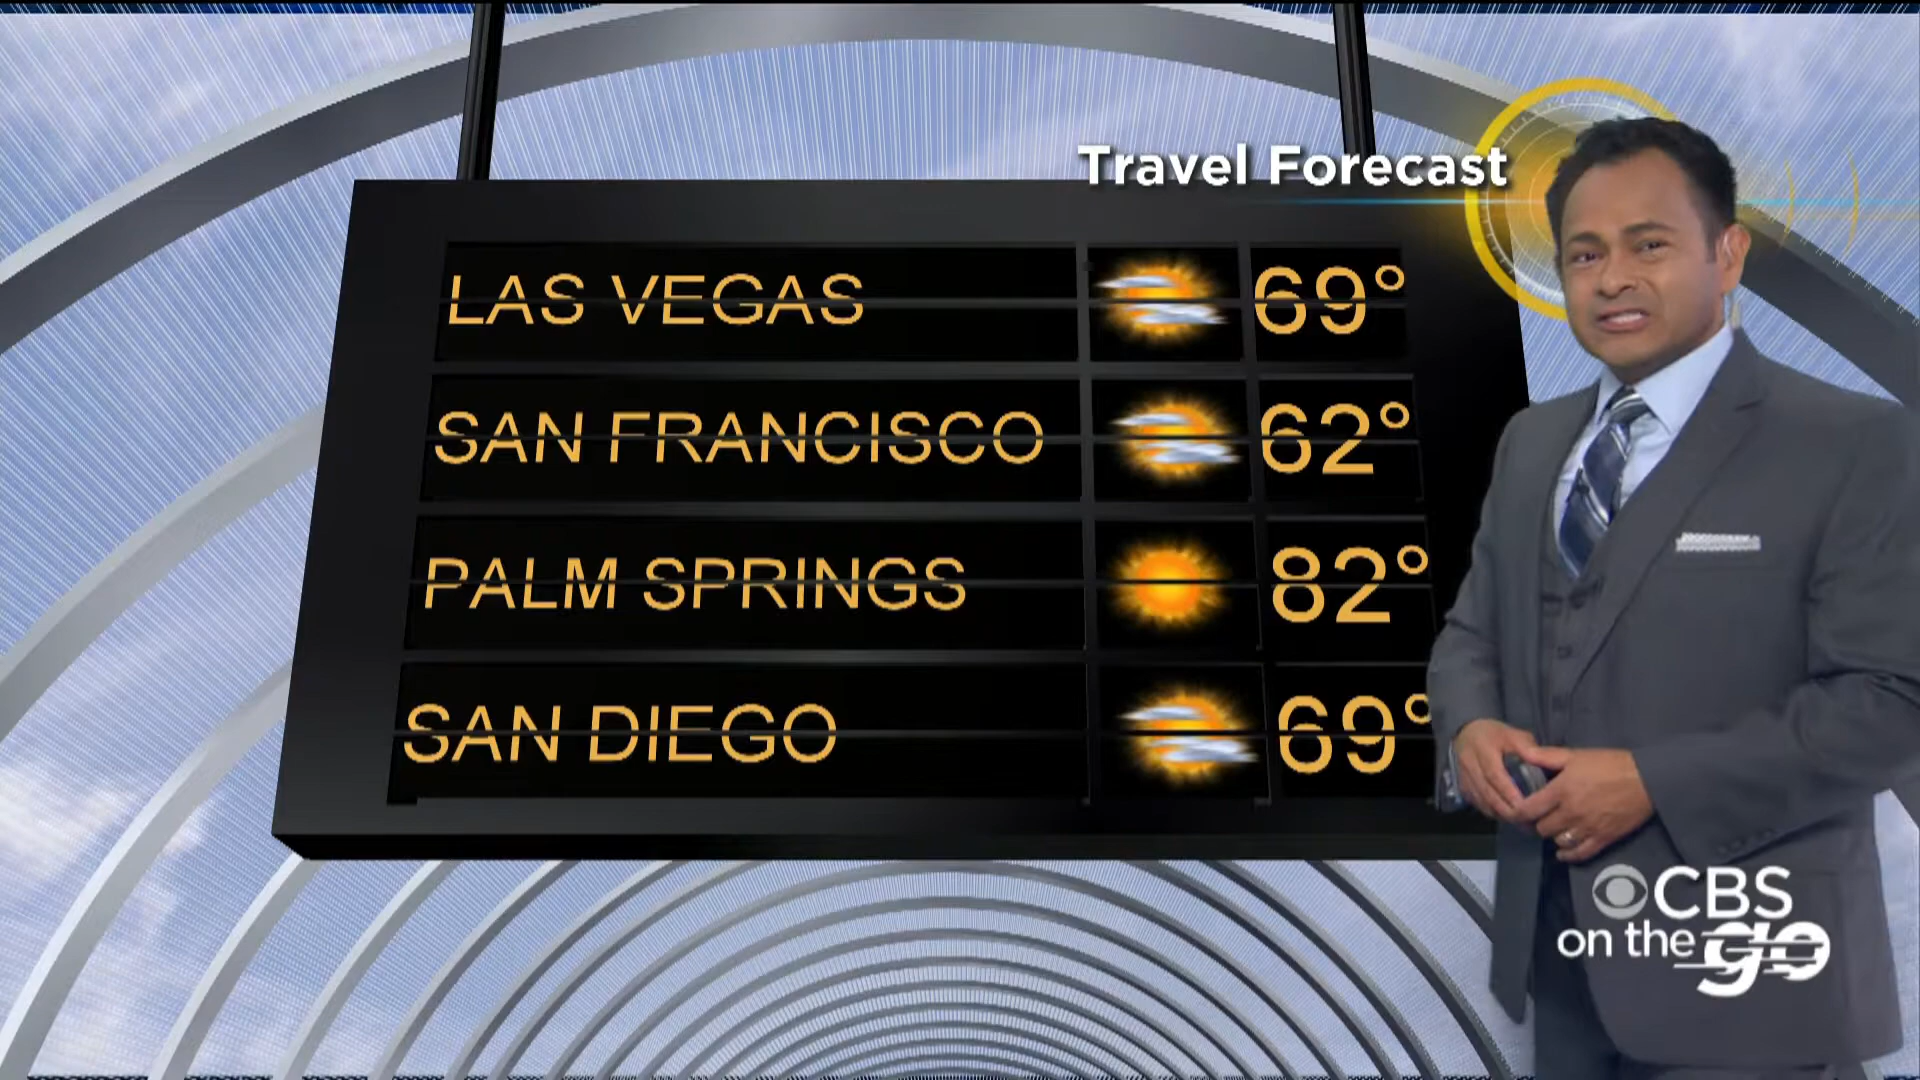 Travel Forecast
LAS VEGAS 69°
SAN FRANCISCO 62°
PALM SPRINGS 82°
SAN DIEGO 69°
CBS
on the go